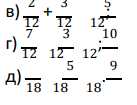 в) 2/12 + 3/12   12 5;
г) 7/12   3/12   12; 10
д) /18   5/18   18. 9